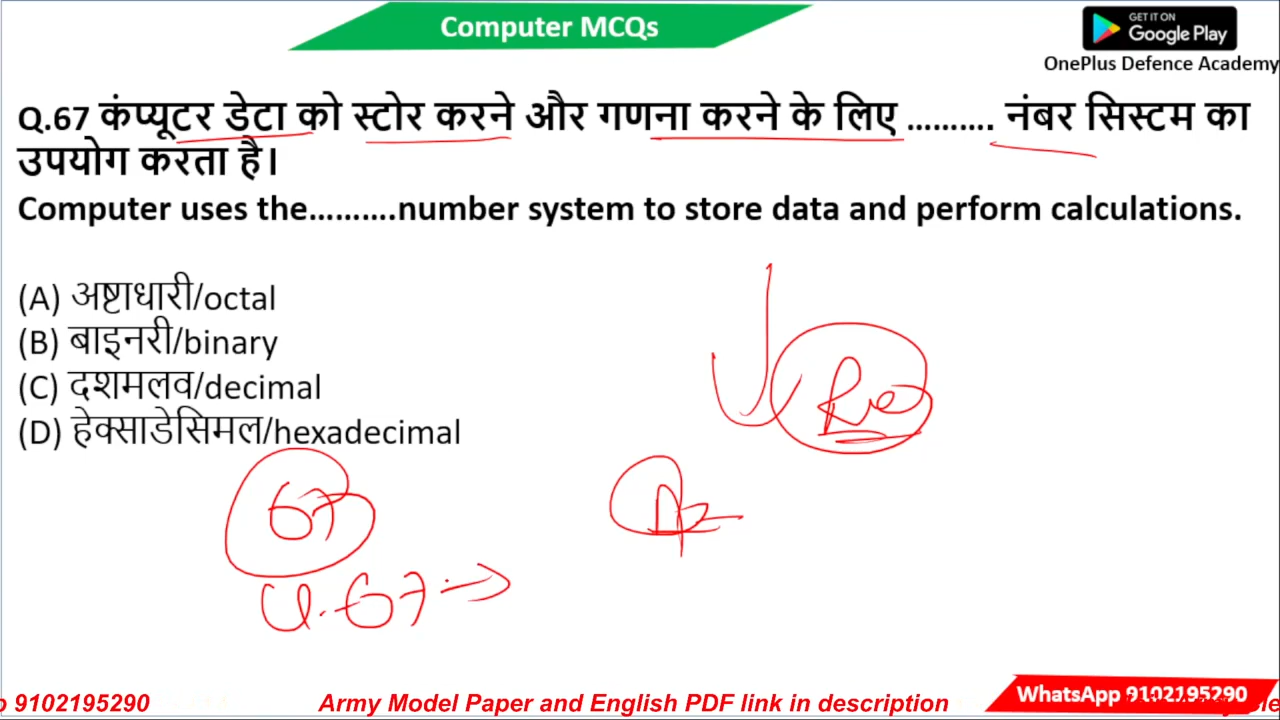 Computer MCQs
GET IT ON
Google Play
OnePlus Defence Academy
Q.67 कंप्यूटर डेटा को स्टोर करने और गणना करने के लिए ………. नंबर सिस्टम का
उपयोग करता है।
Computer uses the……….number system to store data and perform calculations.
(A) अष्टाधारी/octal
(B) बाइनरी/binary
(C) दशमलव/decimal
(D) हेक्साडेसिमल/hexadecimal
67
67
WhatsApp 9102195290
9102195290 Army Model Paper and English PDF link in description